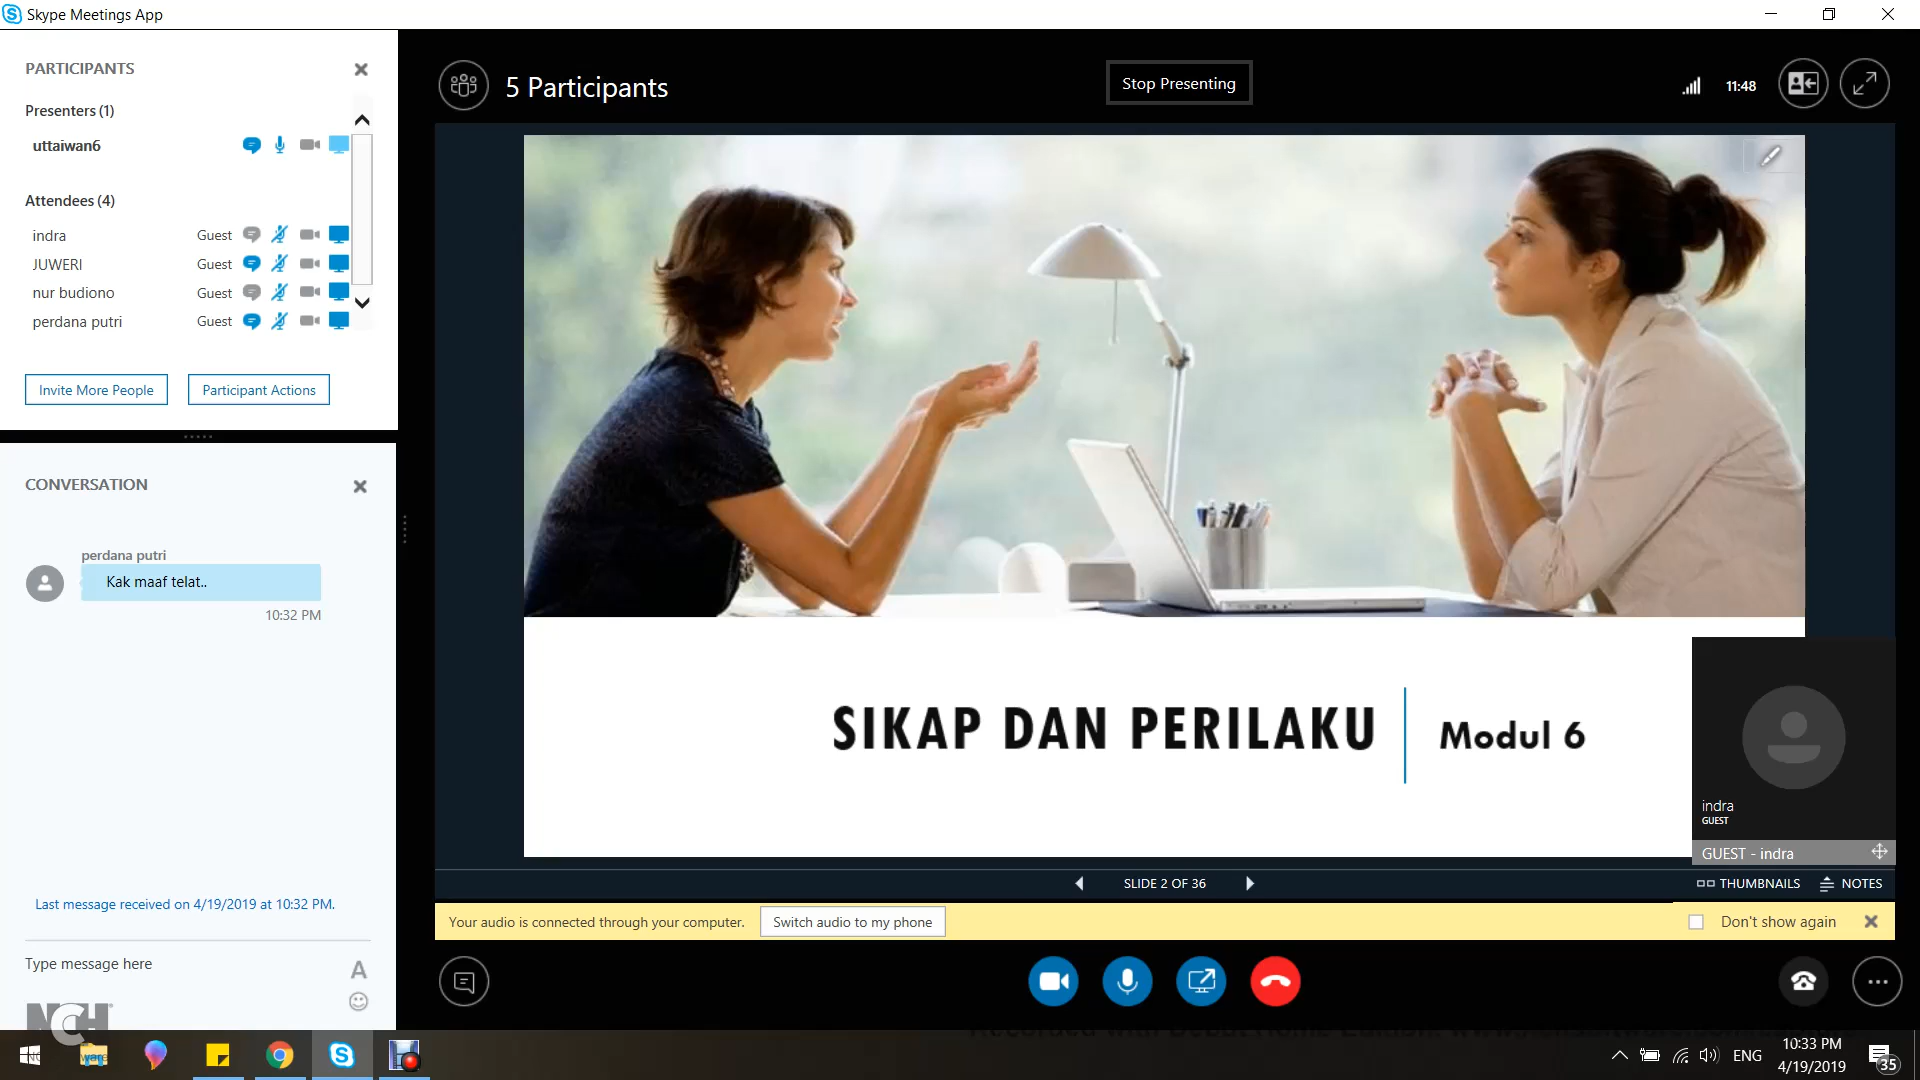 Skype Meetings App
PARTICIPANTS
Presenters (1)
uttaiwan6
Attendees (4)
indra Guest
JUWERI Guest
nur budiono Guest
perdana putri Guest
Invite More People
Participant Actions
CONVERSATION
perdana putri
Kak maaf telat..
10:32 PM
Last message received on 4/19/2019 at 10:32 PM.
Type message here
A
NCH
5 Participants
Stop Presenting
11:48
SIKAP DAN PERILAKU
Modul 6
indra
GUEST
GUEST - indra
SLIDE 2 OF 36
THUMBNAILS
NOTES
Your audio is connected through your computer.
Switch audio to my phone
Don't show again
ENG
10:33 PM
4/19/2019
35